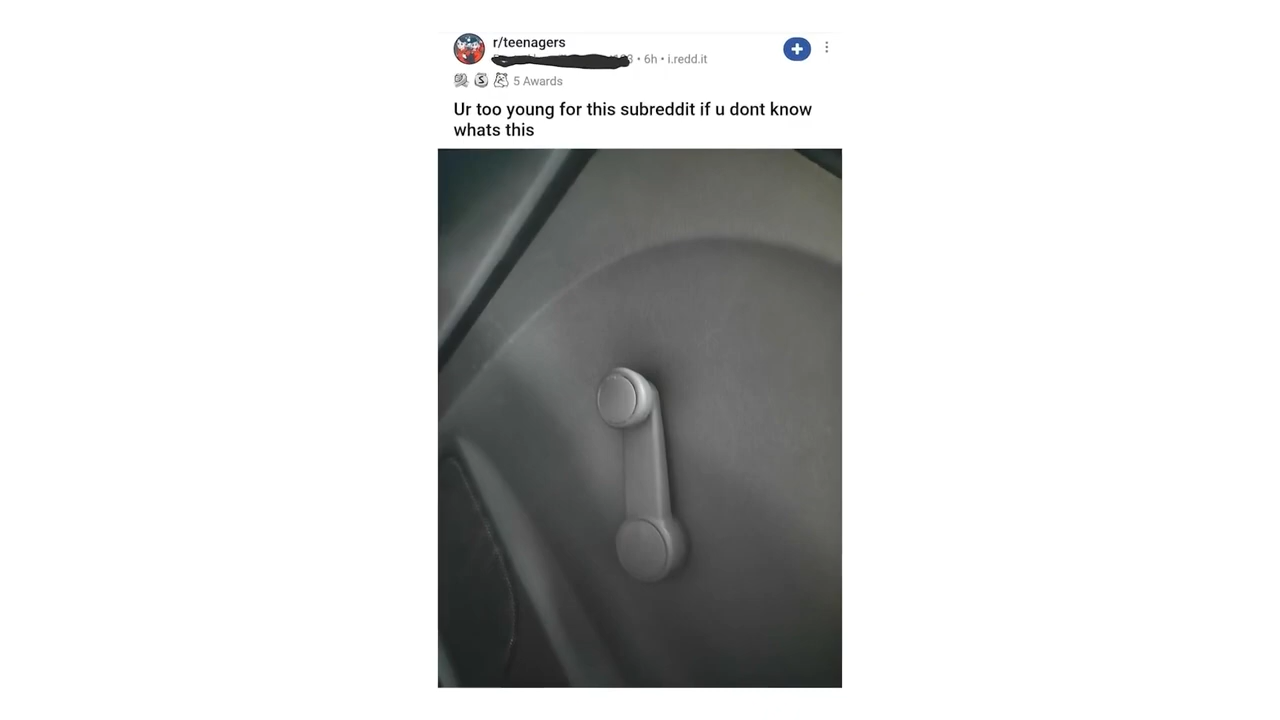 r/teenagers
• 6h • i.redd.it
5 Awards
Ur too young for this subreddit if u dont know
whats this